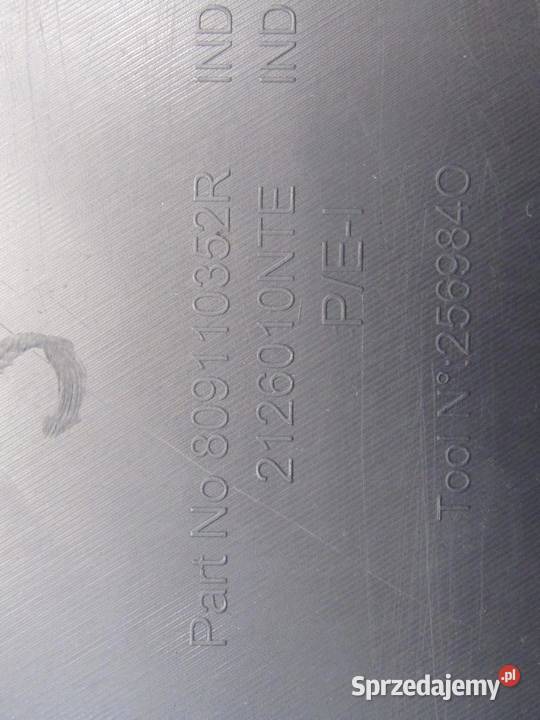 Part No 809110352R IND
2126010NTE IND
P/E-I
Tool N°:2569840
Sprzedajemy.pl